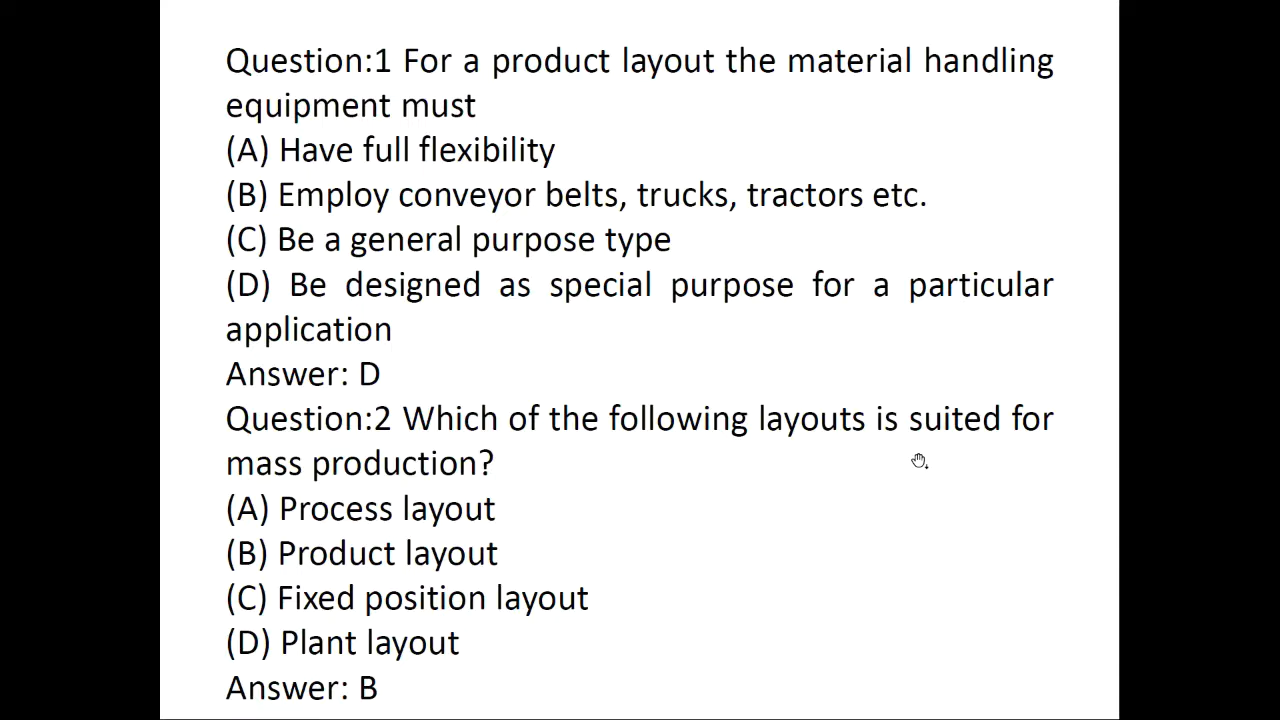 Question:1 For a product layout the material handling
equipment must
(A) Have full flexibility
(B) Employ conveyor belts, trucks, tractors etc.
(C) Be a general purpose type
(D) Be designed as special purpose for a particular
application
Answer: D
Question:2 Which of the following layouts is suited for
mass production?
(A) Process layout
(B) Product layout
(C) Fixed position layout
(D) Plant layout
Answer: B